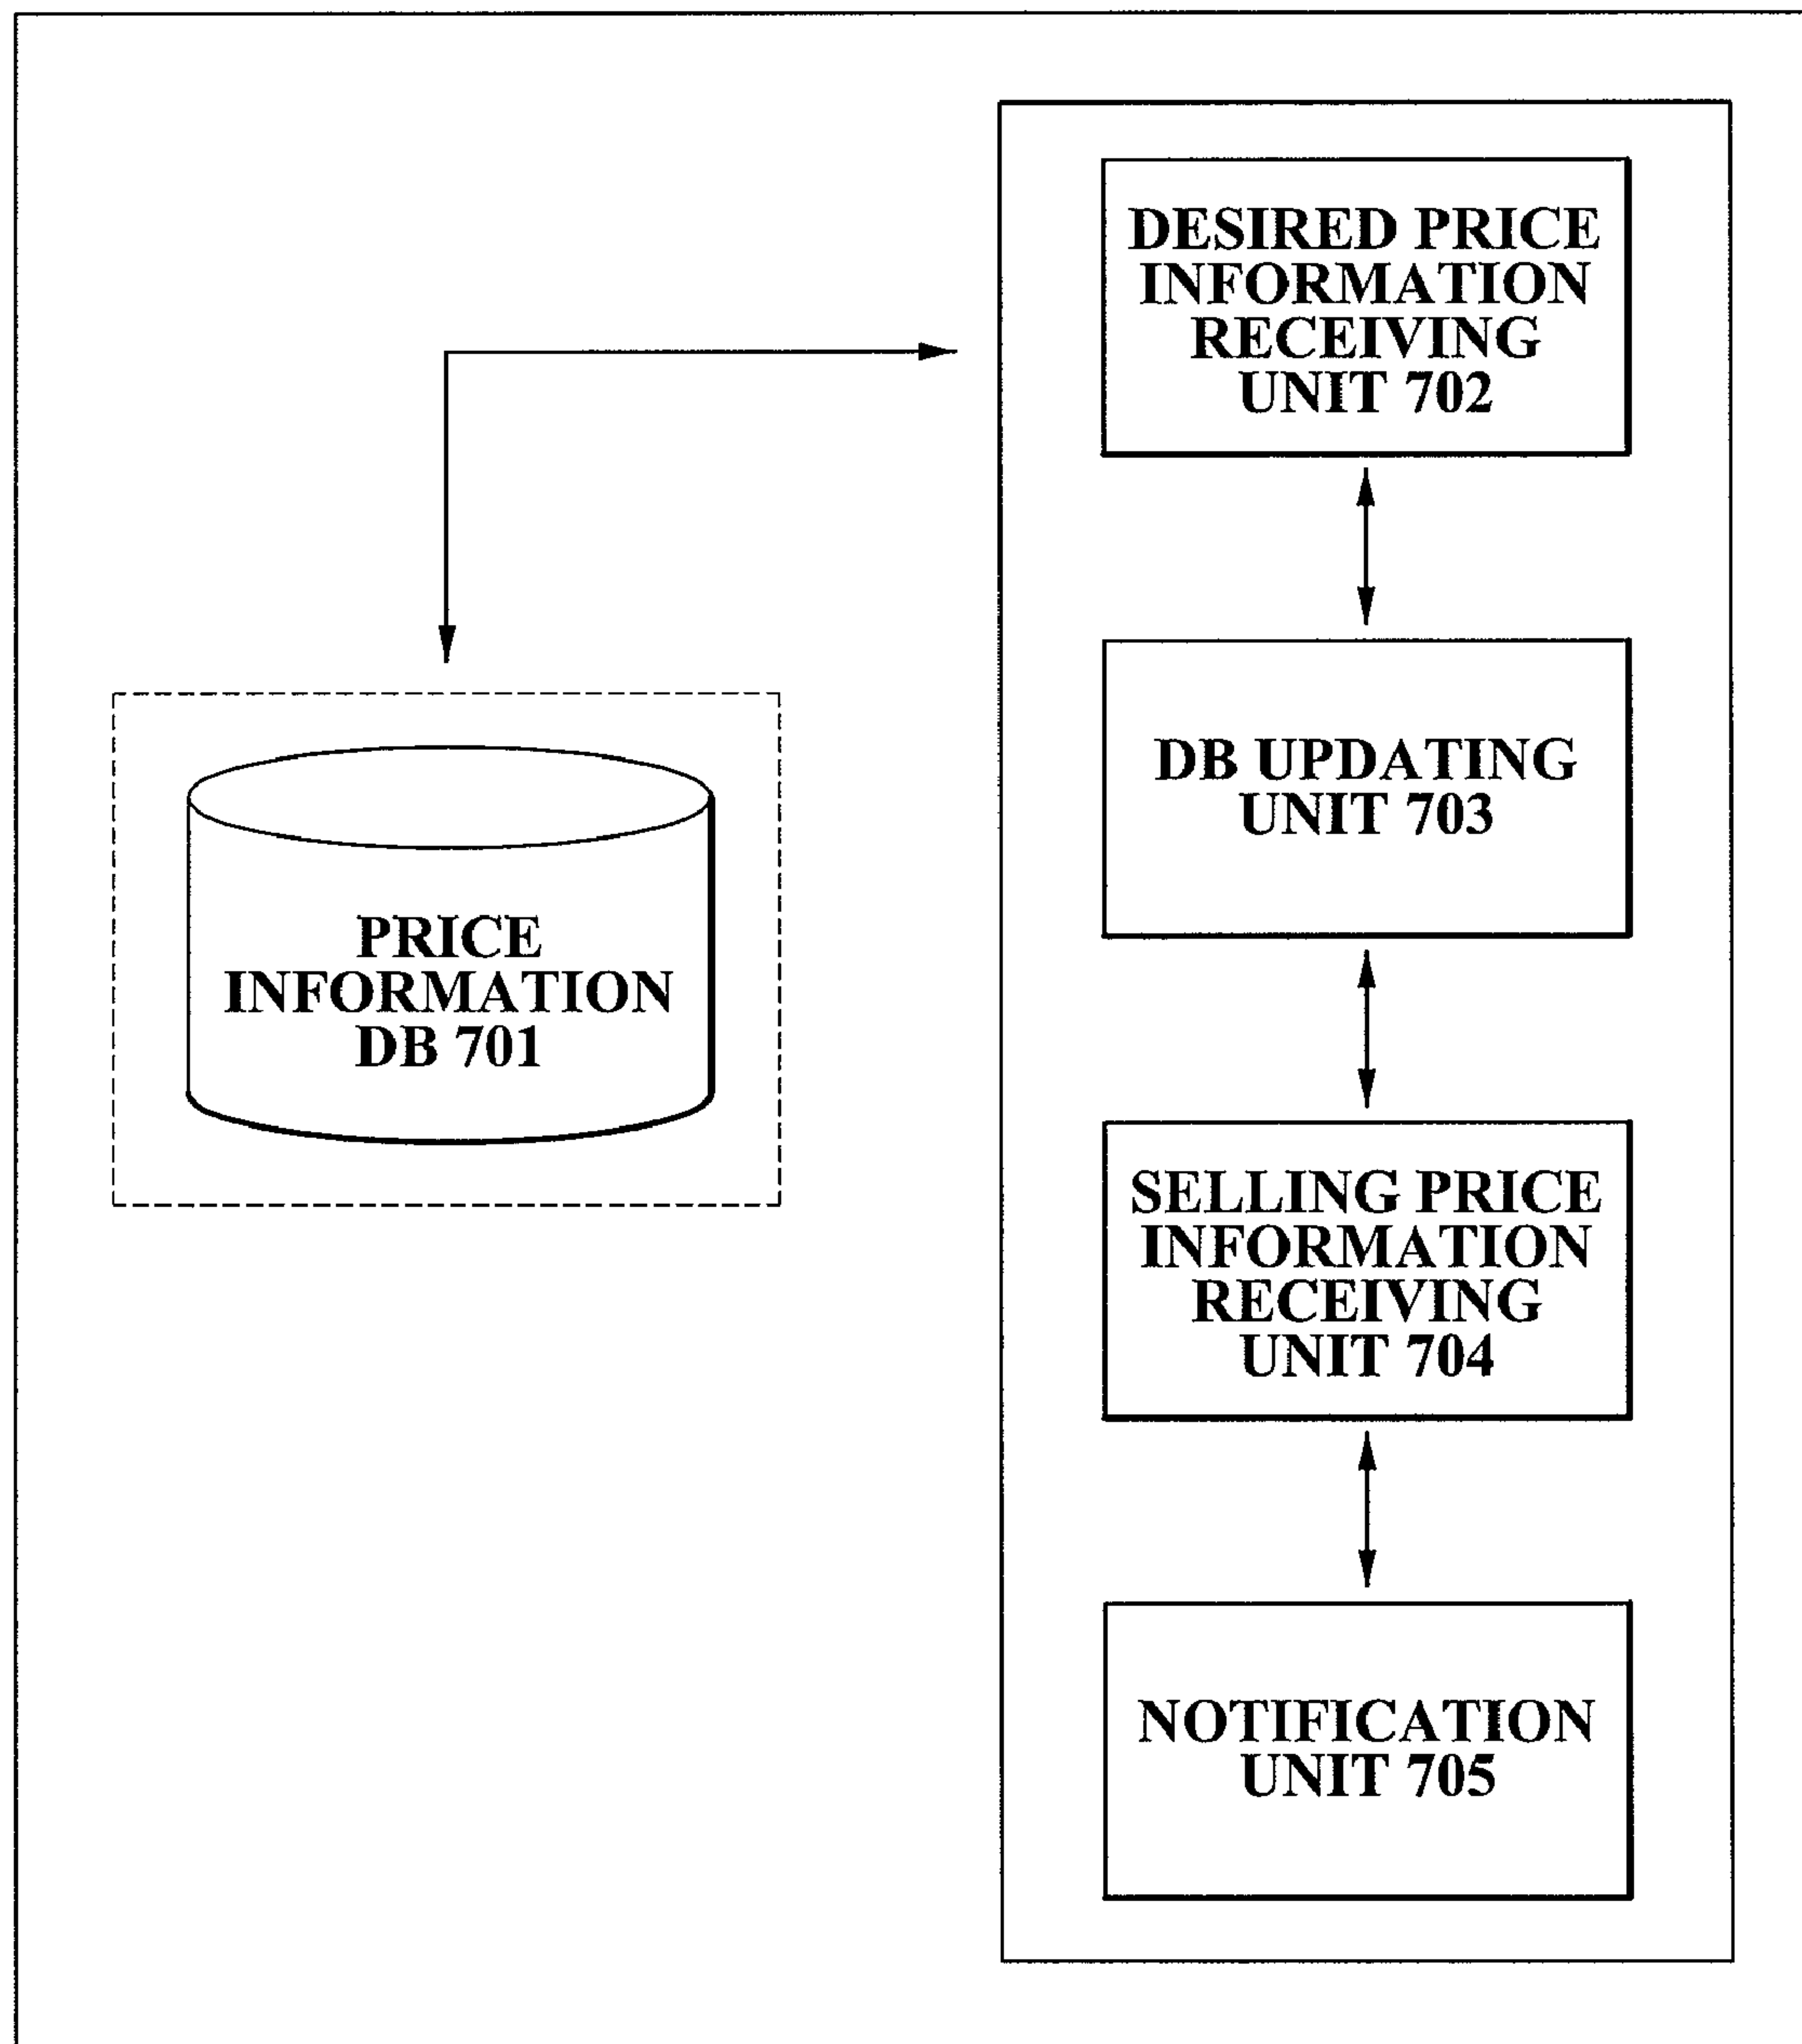 DESIRED PRICE
INFORMATION
RECEIVING
UNIT 702
DB UPDATING
UNIT 703
PRICE
INFORMATION
DB 701
SELLING PRICE
INFORMATION
RECEIVING
UNIT 704
NOTIFICATION
UNIT 705